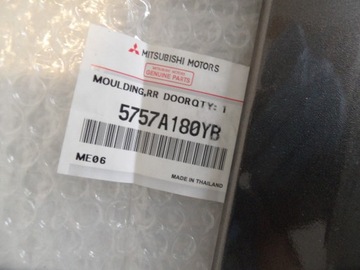 MITSUBISHI MOTORS
GENUINE PARTS
MOULDING,RR DOORQTY: 1
5757A180YB
ME06
MADE IN THAILAND